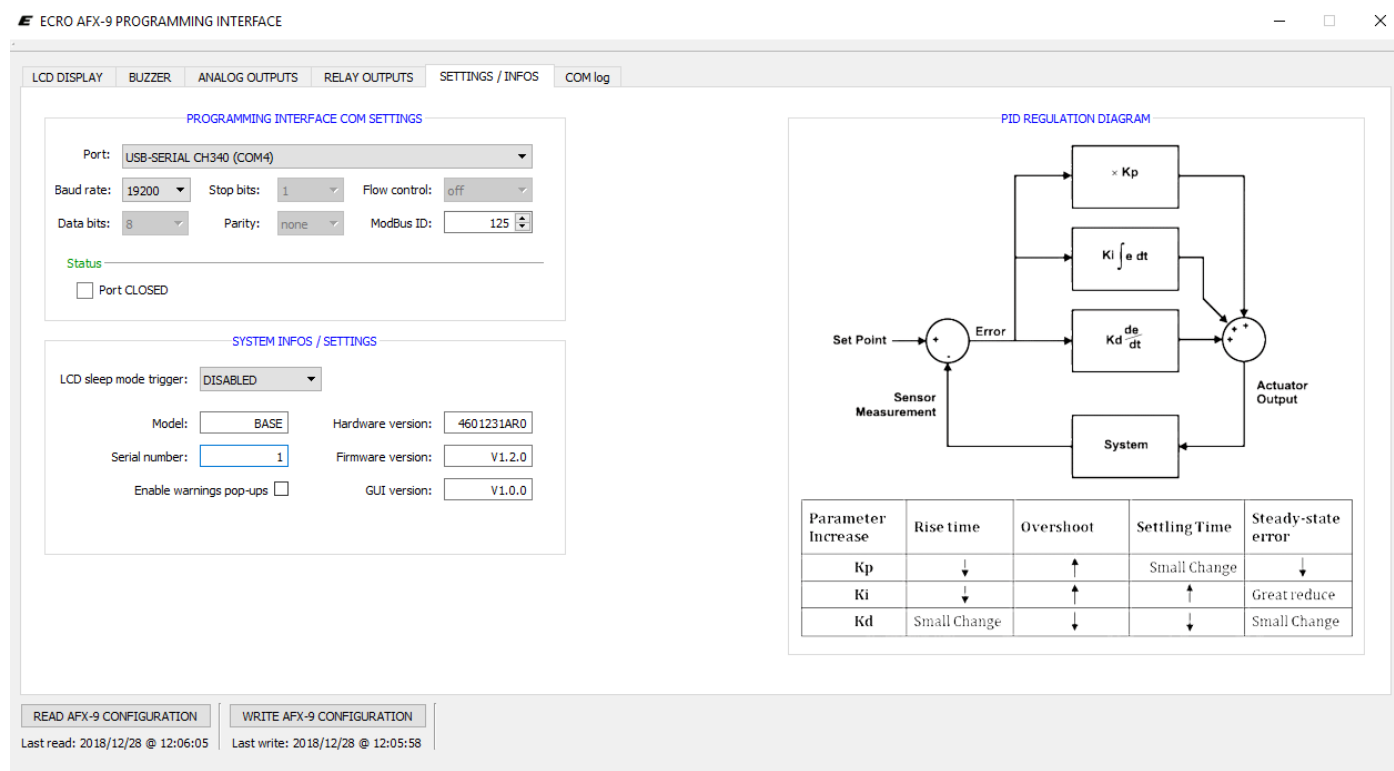 ECRO AFX-9 PROGRAMMING INTERFACE
LCD DISPLAY BUZZER ANALOG OUTPUTS RELAY OUTPUTS SETTINGS / INFOS COM log
PROGRAMMING INTERFACE COM SETTINGS
Port: USB-SERIAL CH340 (COM4)
Baud rate: 19200 Stop bits: 1 Flow control: off
Data bits: 8 Parity: none ModBus ID: 125
Status
Port CLOSED
SYSTEM INFOS / SETTINGS
LCD sleep mode trigger: DISABLED
Model: BASE Hardware version: 4601231AR0
Serial number: 1 Firmware version: V1.2.0
Enable warnings pop-ups GUI version: V1.0.0
PID REGULATION DIAGRAM
× Kp
Ki ∫ e dt
Kd de/dt
Set Point + - Error + + +
Sensor
Measurement
Actuator
Output
System
Parameter Increase Rise time Overshoot Settling Time Steady-state error
Kp ↓ ↑ Small Change ↓
Ki ↓ ↑ ↑ Great reduce
Kd Small Change ↓ ↓ Small Change
READ AFX-9 CONFIGURATION WRITE AFX-9 CONFIGURATION
Last read: 2018/12/28 @ 12:06:05 Last write: 2018/12/28 @ 12:05:58